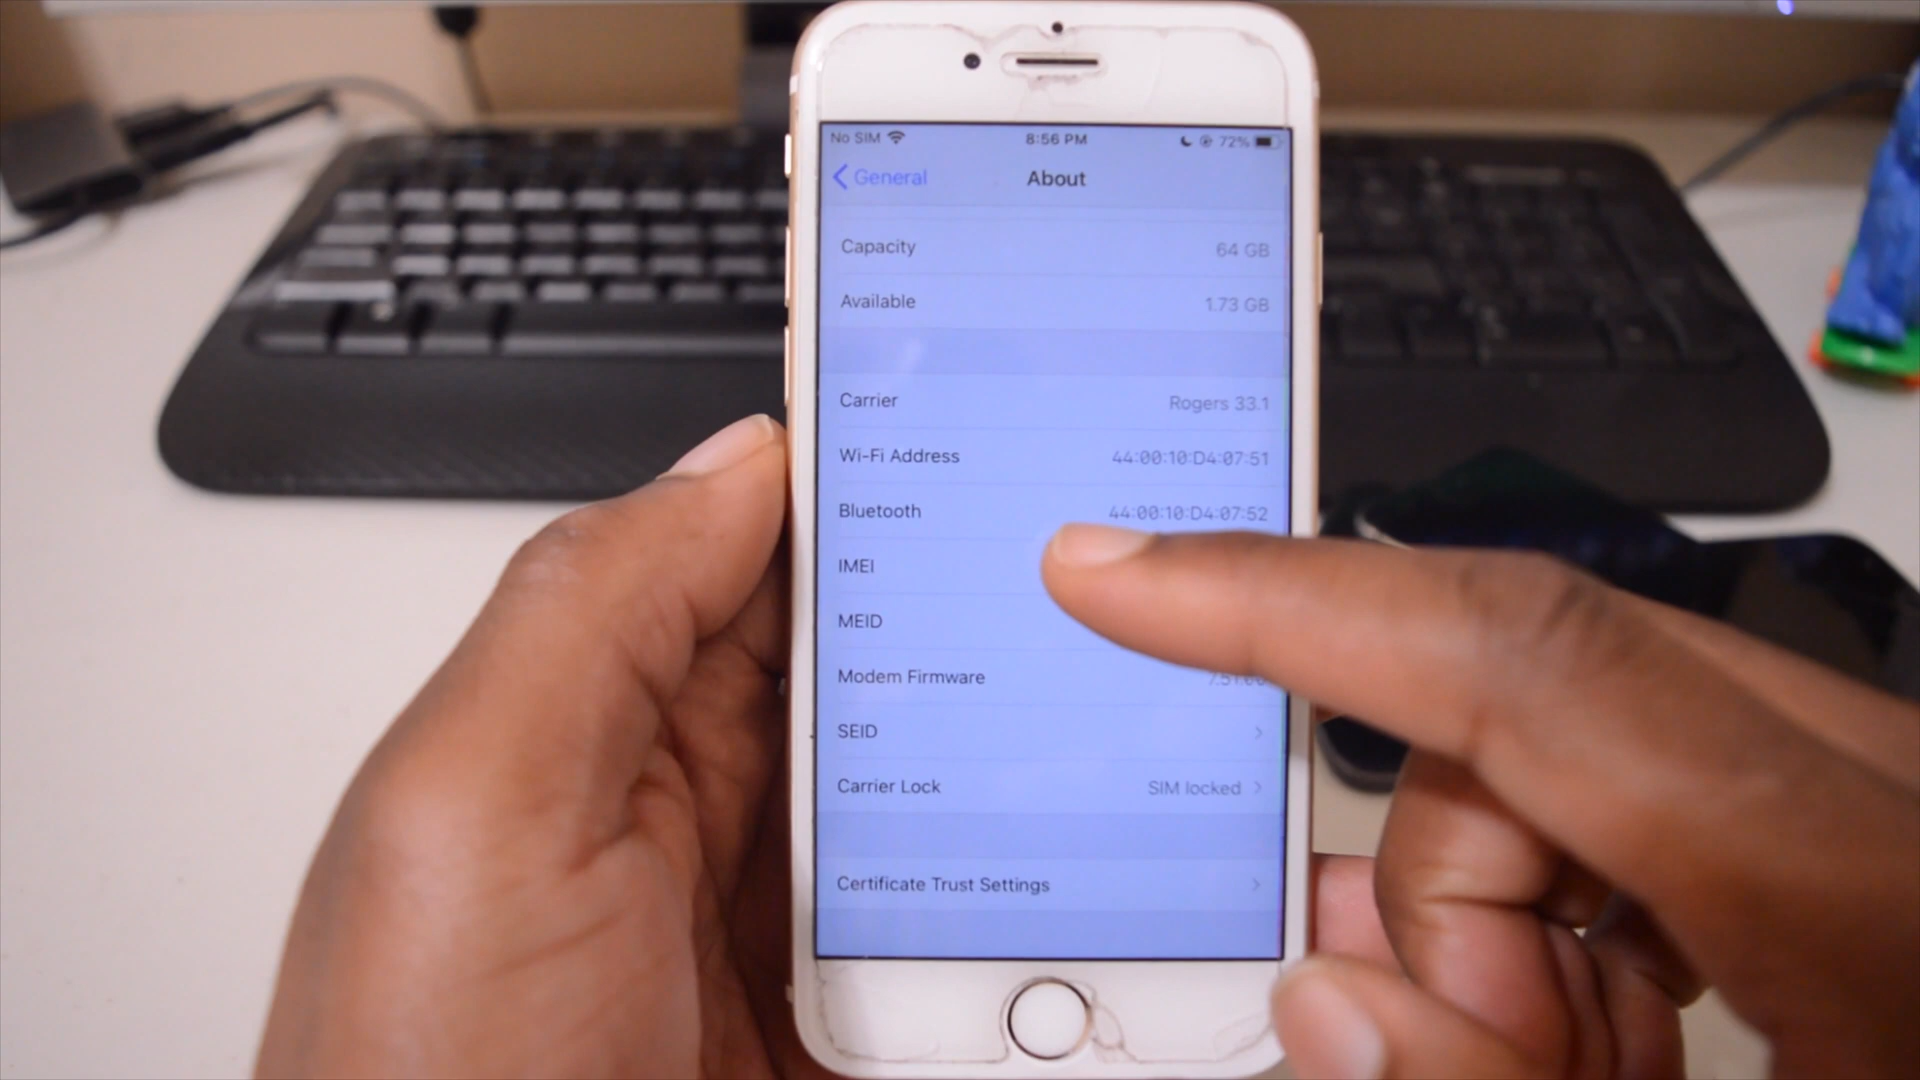 No SIM 8:56 PM 72%
General About
Capacity 64 GB
Available 1.73 GB
Carrier Rogers 33.1
Wi-Fi Address 44:00:10:D4:07:51
Bluetooth 44:00:10:D4:07:52
IMEI
MEID
Modem Firmware
SEID
Carrier Lock SIM locked
Certificate Trust Settings